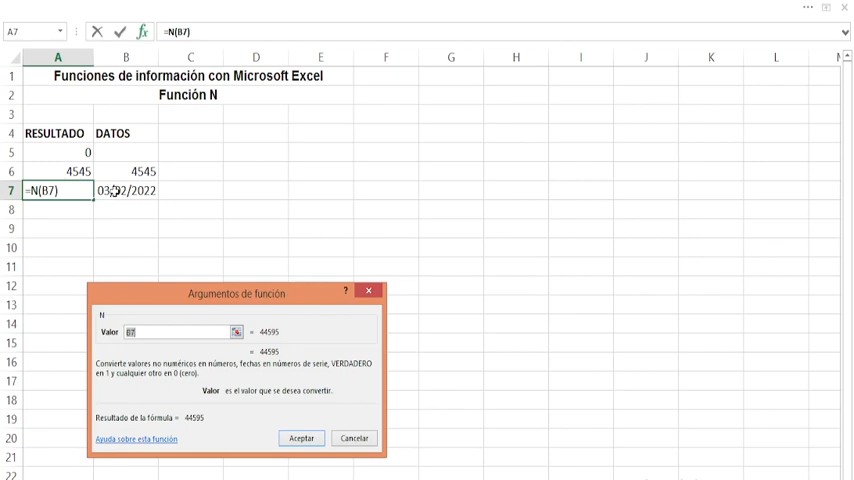 A7
=N(B7)
A B C D E F G H I J K L M
1 Funciones de información con Microsoft Excel
2 Función N
3
4 RESULTADO DATOS
5 0
6 4545 4545
7 =N(B7) 03/02/2022
8
9
10
11
12
13
14
15
16
17
18
19
20
21
22
Argumentos de función ?
N
Valor B7 = 44595
= 44595
Convierte valores no numéricos en números, fechas en números de serie, VERDADERO
en 1 y cualquier otro en 0 (cero).
Valor es el valor que se desea convertir.
Resultado de la fórmula = 44595
Ayuda sobre esta función Aceptar Cancelar